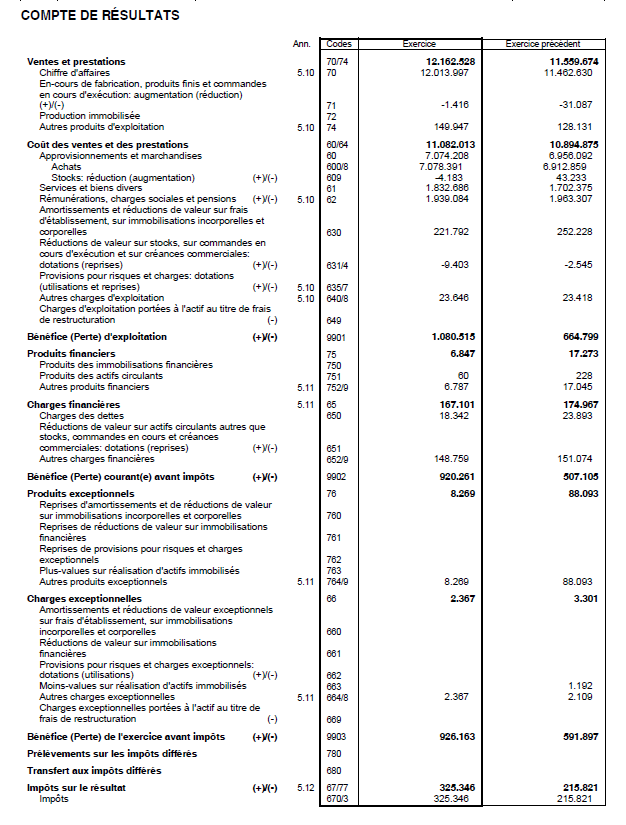 COMPTE DE RÉSULTATS
Ann. Codes Exercice Exercice précédent
Ventes et prestations 70/74 12.162.528 11.559.674
Chiffre d'affaires 5.10 70 12.013.997 11.462.630
En-cours de fabrication, produits finis et commandes
en cours d'exécution: augmentation (réduction)
(+)/(-) 71 -1.416 -31.087
Production immobilisée 72
Autres produits d'exploitation 5.10 74 149.947 128.131
Coût des ventes et des prestations 60/64 11.082.013 10.894.875
Approvisionnements et marchandises 60 7.074.208 6.956.092
Achats 600/8 7.078.391 6.912.859
Stocks: réduction (augmentation) (+)/(-) 609 -4.183 43.233
Services et biens divers 61 1.832.686 1.702.375
Rémunérations, charges sociales et pensions (+)/(-) 5.10 62 1.939.084 1.963.307
Amortissements et réductions de valeur sur frais
d'établissement, sur immobilisations incorporelles et
corporelles 630 221.792 252.228
Réductions de valeur sur stocks, sur commandes en
cours d'exécution et sur créances commerciales:
dotations (reprises) (+)/(-) 631/4 -9.403 -2.545
Provisions pour risques et charges: dotations
(utilisations et reprises) (+)/(-) 5.10 635/7
Autres charges d'exploitation 5.10 640/8 23.646 23.418
Charges d'exploitation portées à l'actif au titre de frais
de restructuration (-) 649
Bénéfice (Perte) d'exploitation (+)/(-) 9901 1.080.515 664.799
Produits financiers 75 6.847 17.273
Produits des immobilisations financières 750
Produits des actifs circulants 751 60 228
Autres produits financiers 5.11 752/9 6.787 17.045
Charges financières 5.11 65 167.101 174.967
Charges des dettes 650 18.342 23.893
Réductions de valeur sur actifs circulants autres que
stocks, commandes en cours et créances
commerciales: dotations (reprises) (+)/(-) 651
Autres charges financières 652/9 148.759 151.074
Bénéfice (Perte) courant(e) avant impôts (+)/(-) 9902 920.261 507.105
Produits exceptionnels 76 8.269 88.093
Reprises d'amortissements et de réductions de valeur
sur immobilisations incorporelles et corporelles 760
Reprises de réductions de valeur sur immobilisations
financières 761
Reprises de provisions pour risques et charges
exceptionnels 762
Plus-values sur réalisation d'actifs immobilisés 763
Autres produits exceptionnels 5.11 764/9 8.269 88.093
Charges exceptionnelles 66 2.367 3.301
Amortissements et réductions de valeur exceptionnels
sur frais d'établissement, sur immobilisations
incorporelles et corporelles 660
Réductions de valeur sur immobilisations
financières 661
Provisions pour risques et charges exceptionnels:
dotations (utilisations) (+)/(-) 662
Moins-values sur réalisation d'actifs immobilisés 663 1.192
Autres charges exceptionnelles 5.11 664/8 2.367 2.109
Charges exceptionnelles portées à l'actif au titre de
frais de restructuration (-) 669
Bénéfice (Perte) de l'exercice avant impôts (+)/(-) 9903 926.163 591.897
Prélèvements sur les impôts différés 780
Transfert aux impôts différés 680
Impôts sur le résultat (+)/(-) 5.12 67/77 325.346 215.821
Impôts 670/3 325.346 215.821